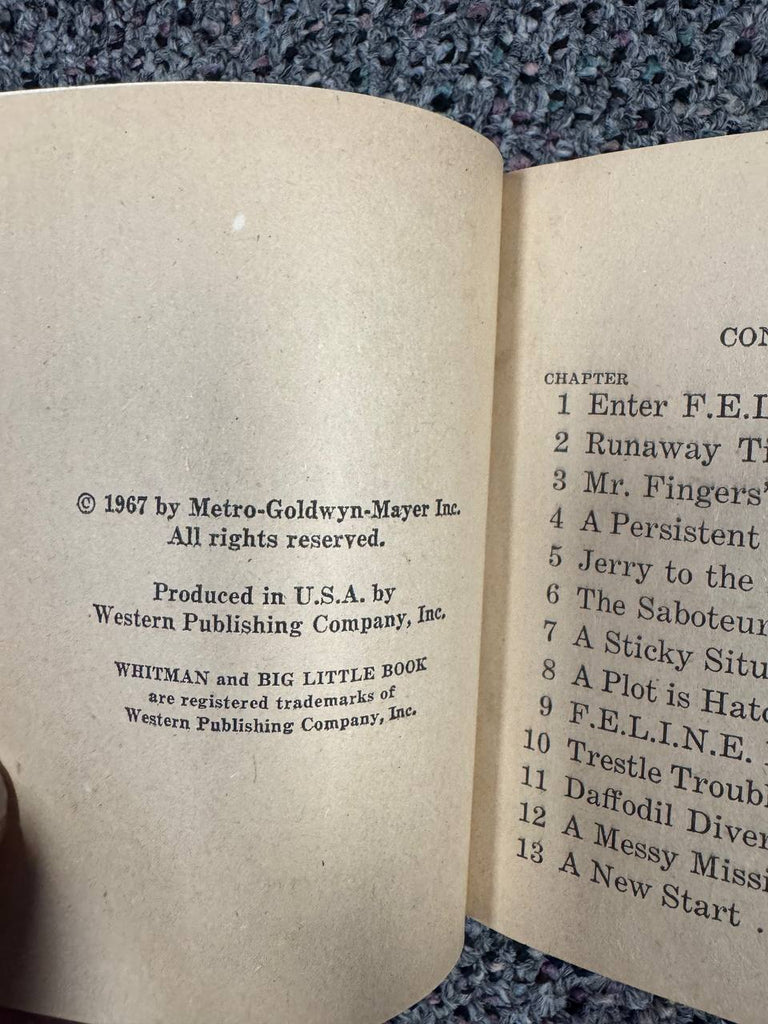 © 1967 by Metro-Goldwyn-Mayer Inc.
All rights reserved.
Produced in U.S.A. by
Western Publishing Company, Inc.
WHITMAN and BIG LITTLE BOOK
are registered trademarks of
Western Publishing Company, Inc.
CHAPTER
1 Enter
2 Runaway
3 Mr. Fingers'
4 A Persistent
5 Jerry to the
6 The Saboteur
7 A Sticky
8 A Plot is
9 F.E.L.I.N.E.
10 Trestle
11 Daffodil
12 A Messy
13 A New Start .